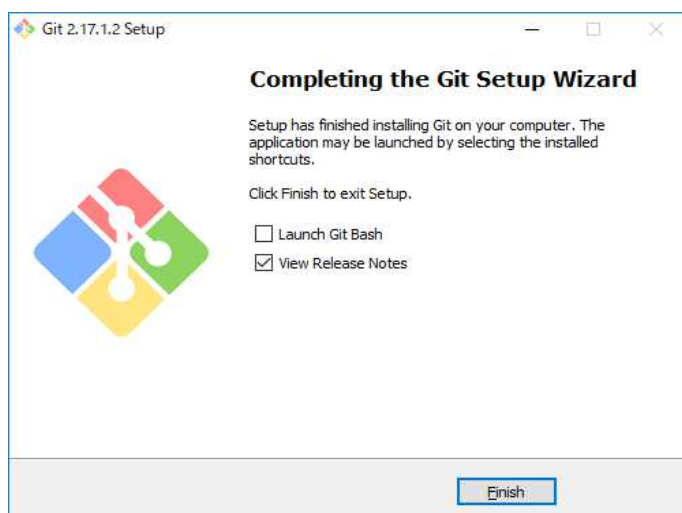 Git 2.17.1.2 Setup
Completing the Git Setup Wizard
Setup has finished installing Git on your computer. The
application may be launched by selecting the installed
shortcuts.
Click Finish to exit Setup.
Launch Git Bash
View Release Notes
Finish